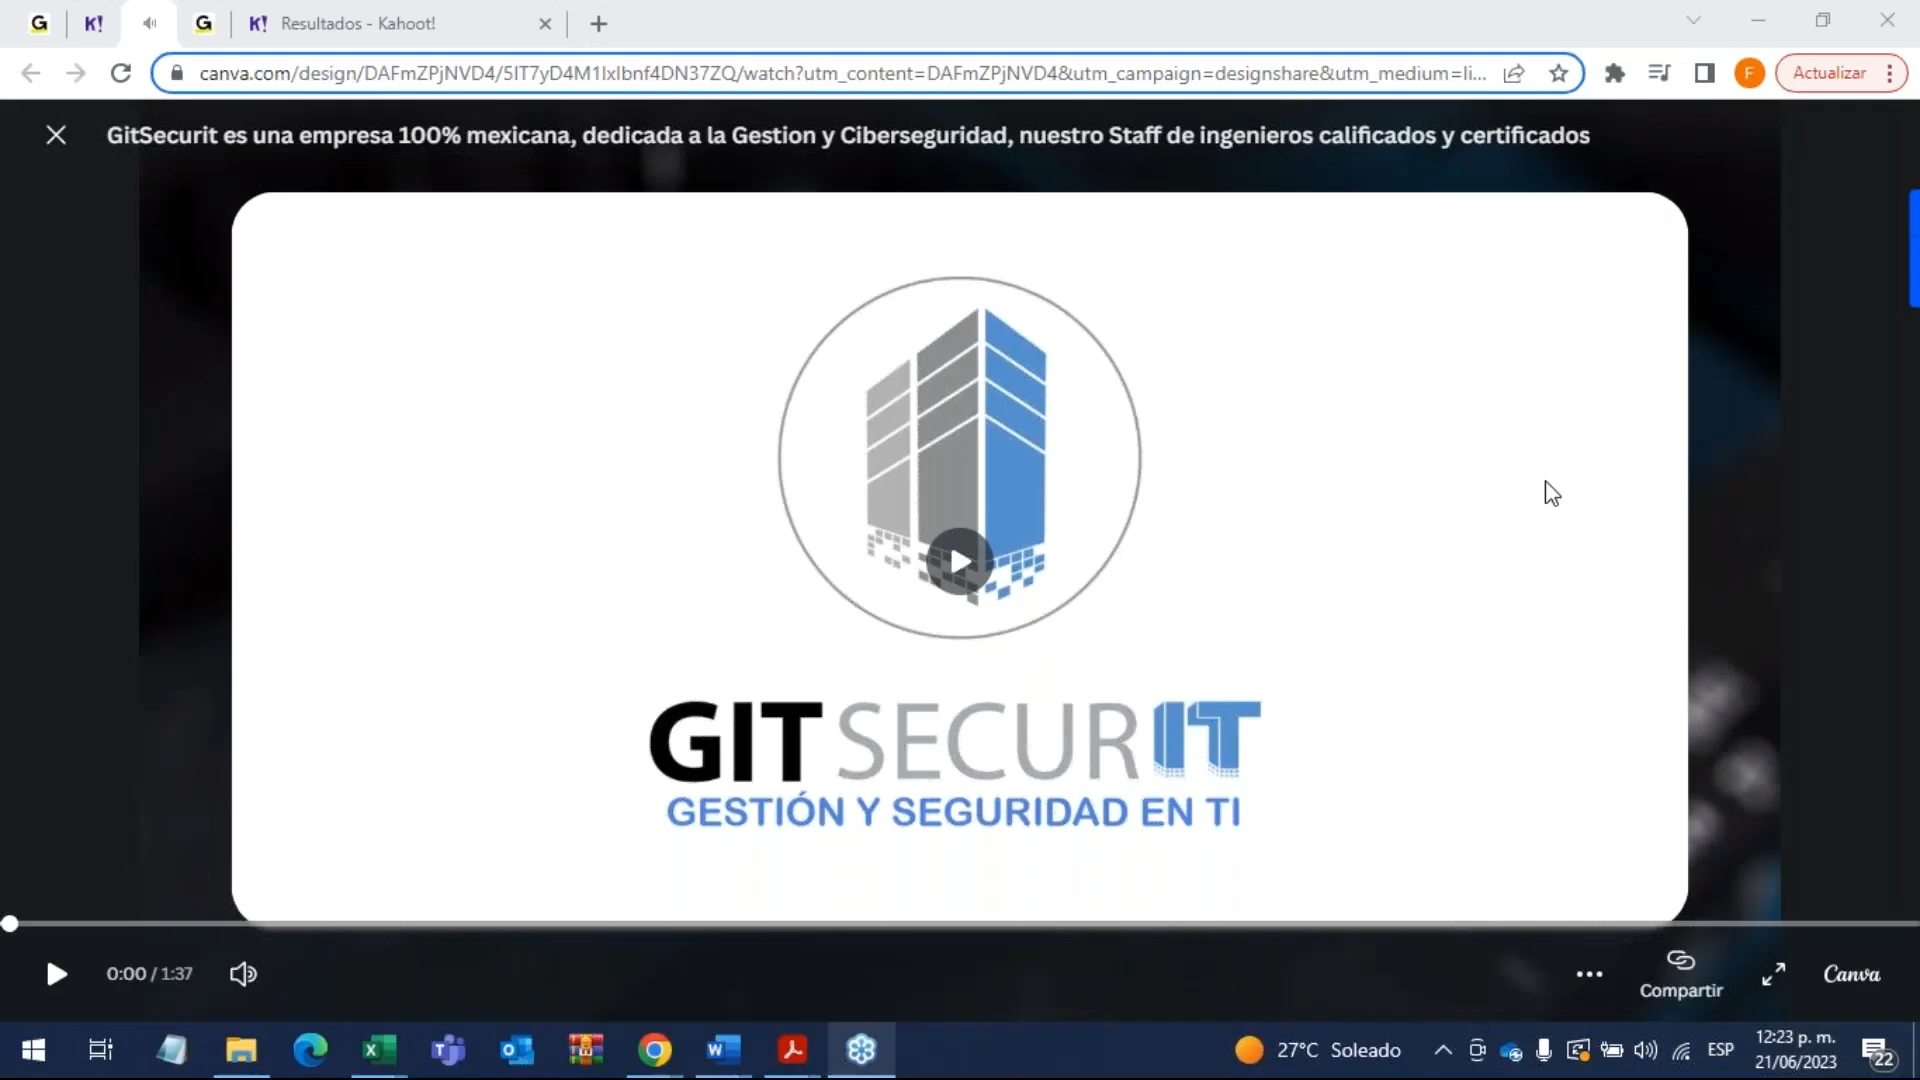 G
K!
G
K! Resultados - Kahoot!
canva.com/design/DAFmZPjNVD4/5IT7yD4M1lxlbnf4DN37ZQ/watch?utm_content=DAFmZPjNVD4&utm_campaign=designshare&utm_medium=li...
F
Actualizar
GitSecurit es una empresa 100% mexicana, dedicada a la Gestion y Ciberseguridad, nuestro Staff de ingenieros calificados y certificados
GITSECURIT
GESTIÓN Y SEGURIDAD EN TI
0:00 / 1:37
Compartir
Canva
27°C Soleado
ESP
12:23 p. m.
21/06/2023
22